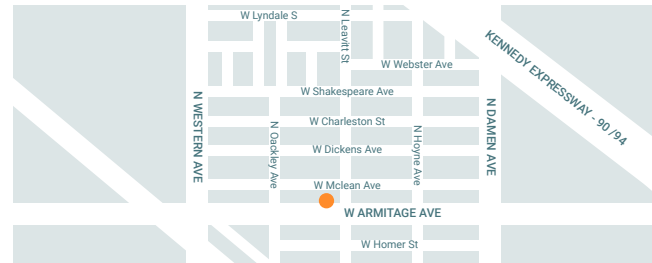 W Lyndale S
N Leavitt St
KENNEDY EXPRESSWAY - 90 /94
W Webster Ave
W Shakespeare Ave
N WESTERN AVE
N DAMEN AVE
W Charleston St
N Oackley Ave
N Hoyne Ave
W Dickens Ave
W Mclean Ave
W ARMITAGE AVE
W Homer St